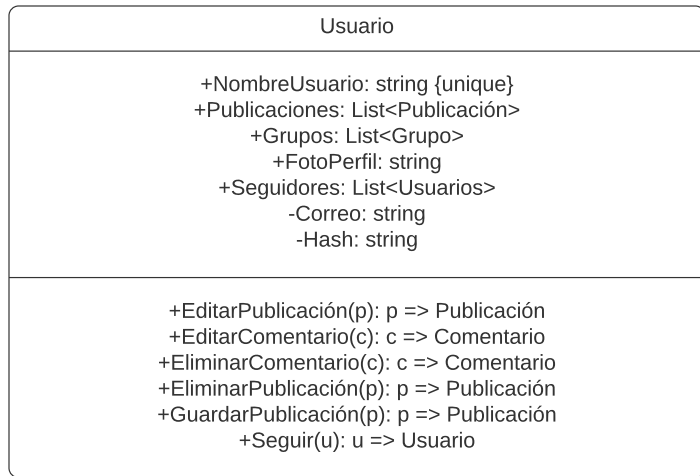 Usuario
+NombreUsuario: string {unique}
+Publicaciones: List<Publicación>
+Grupos: List<Grupo>
+FotoPerfil: string
+Seguidores: List<Usuarios>
-Correo: string
-Hash: string
+EditarPublicación(p): p => Publicación
+EditarComentario(c): c => Comentario
+EliminarComentario(c): c => Comentario
+EliminarPublicación(p): p => Publicación
+GuardarPublicación(p): p => Publicación
+Seguir(u): u => Usuario